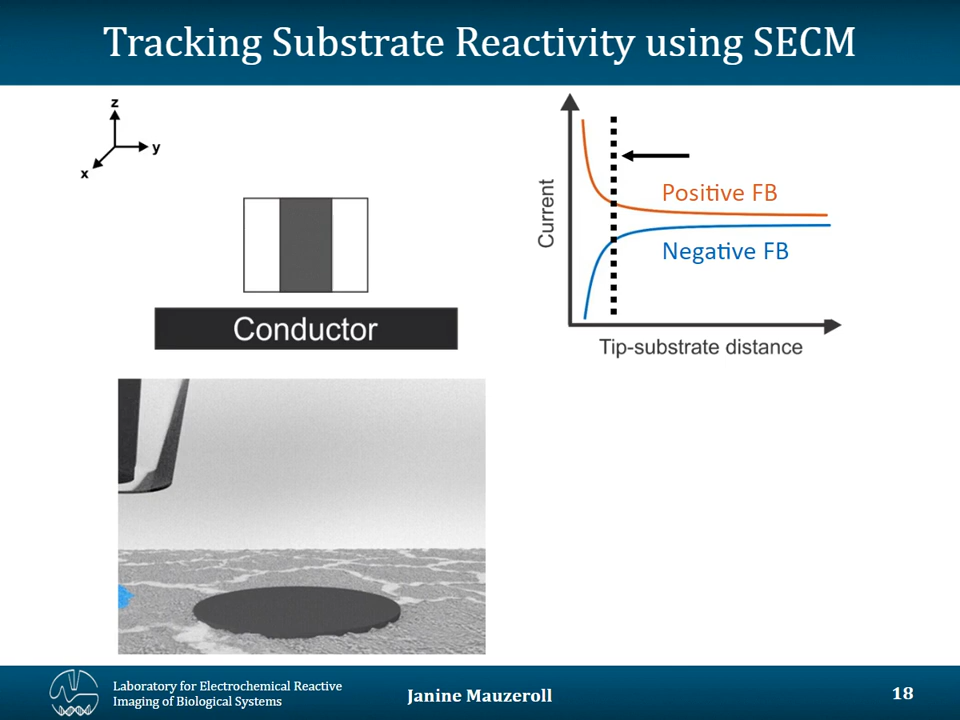 Tracking Substrate Reactivity using SECM
z
y
x
Conductor
Current
Positive FB
Negative FB
Tip-substrate distance
Laboratory for Electrochemical Reactive
Imaging of Biological Systems
Janine Mauzeroll
18